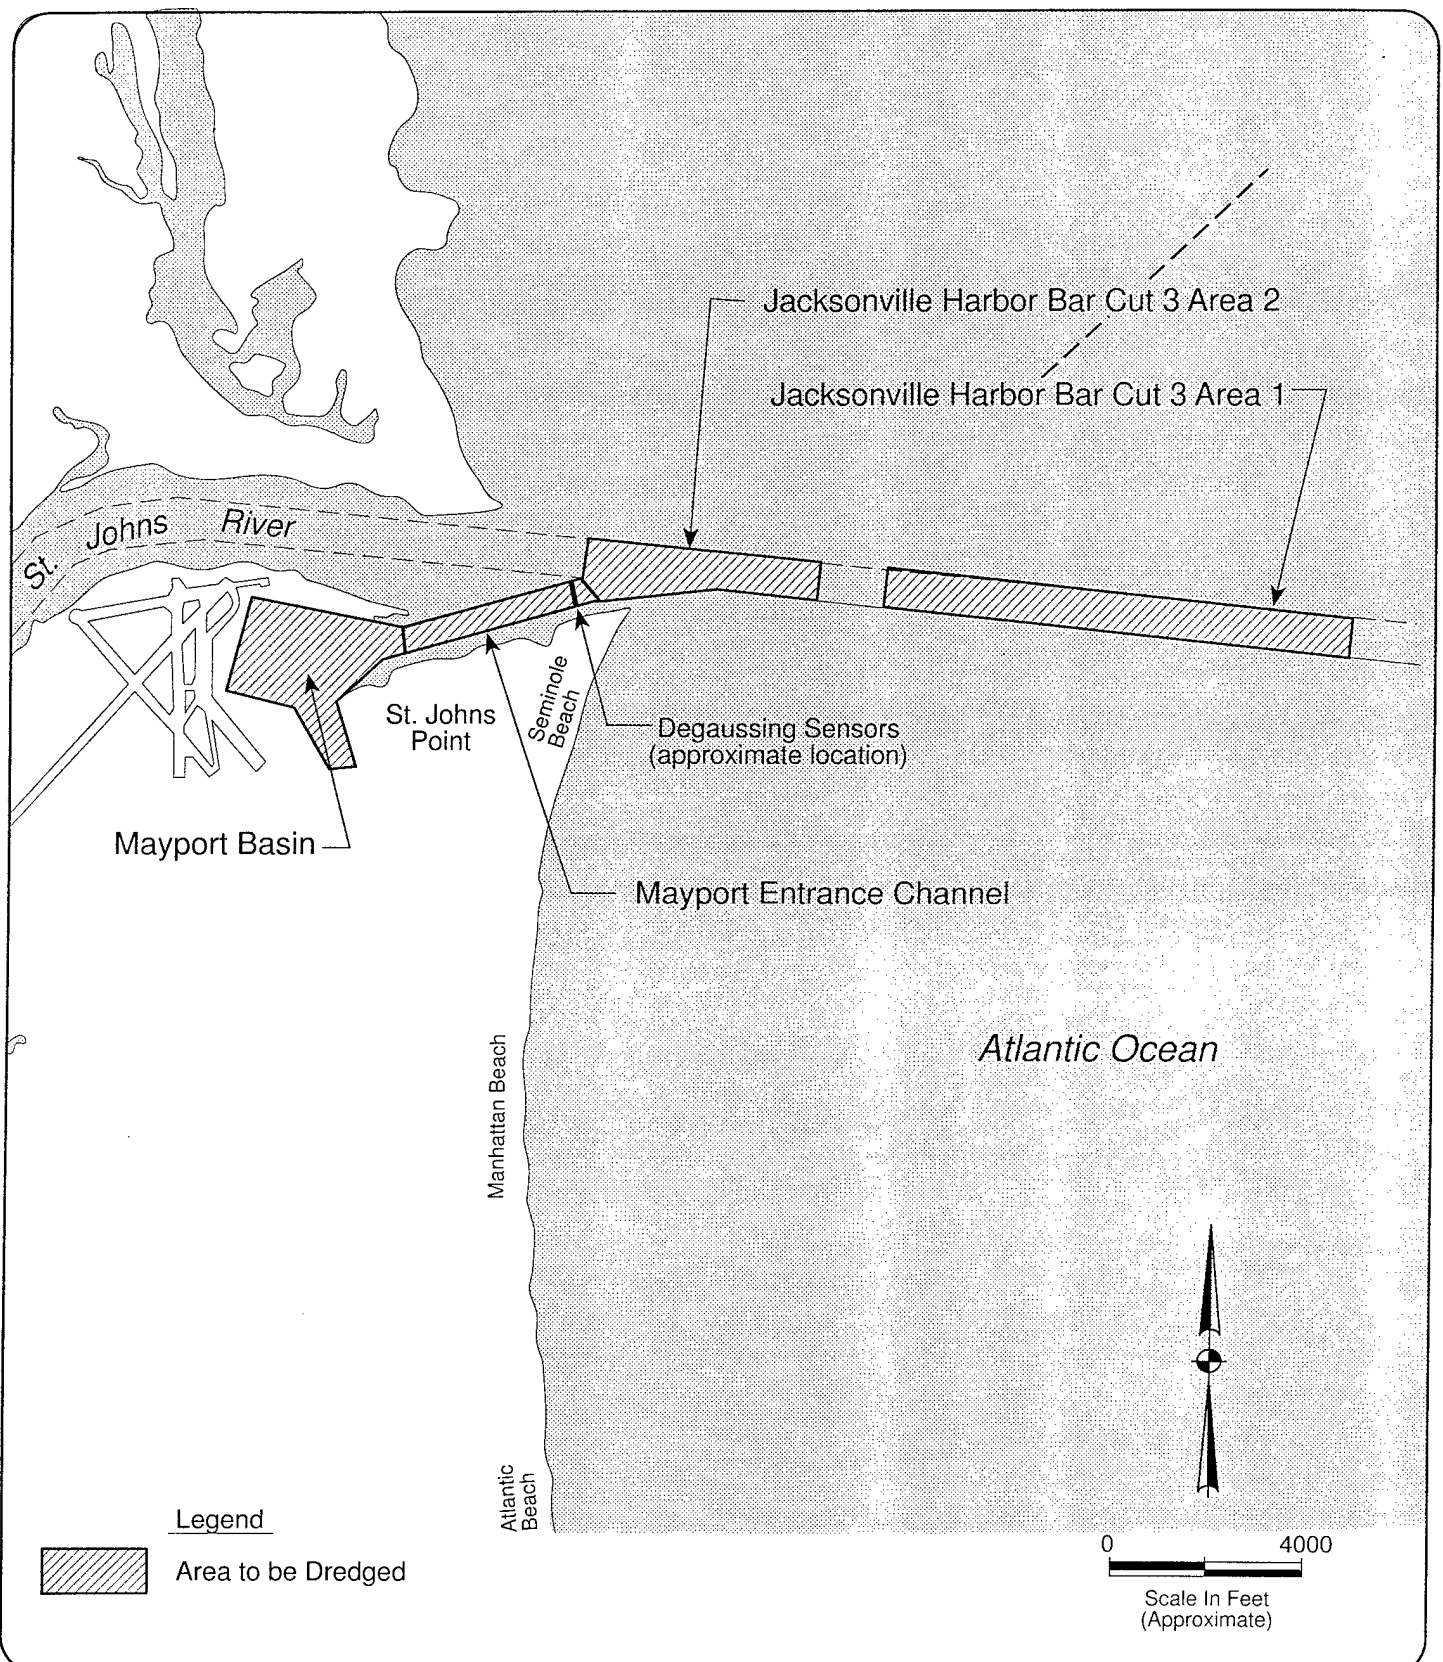 Jacksonville Harbor Bar Cut 3 Area 2
Jacksonville Harbor Bar Cut 3 Area 1
St. Johns River
Seminole
Beach
St. Johns
Point
Degaussing Sensors
(approximate location)
Mayport Basin
Mayport Entrance Channel
Atlantic Ocean
Manhattan Beach
Atlantic
Beach
Legend
Area to be Dredged
0 4000
Scale In Feet
(Approximate)